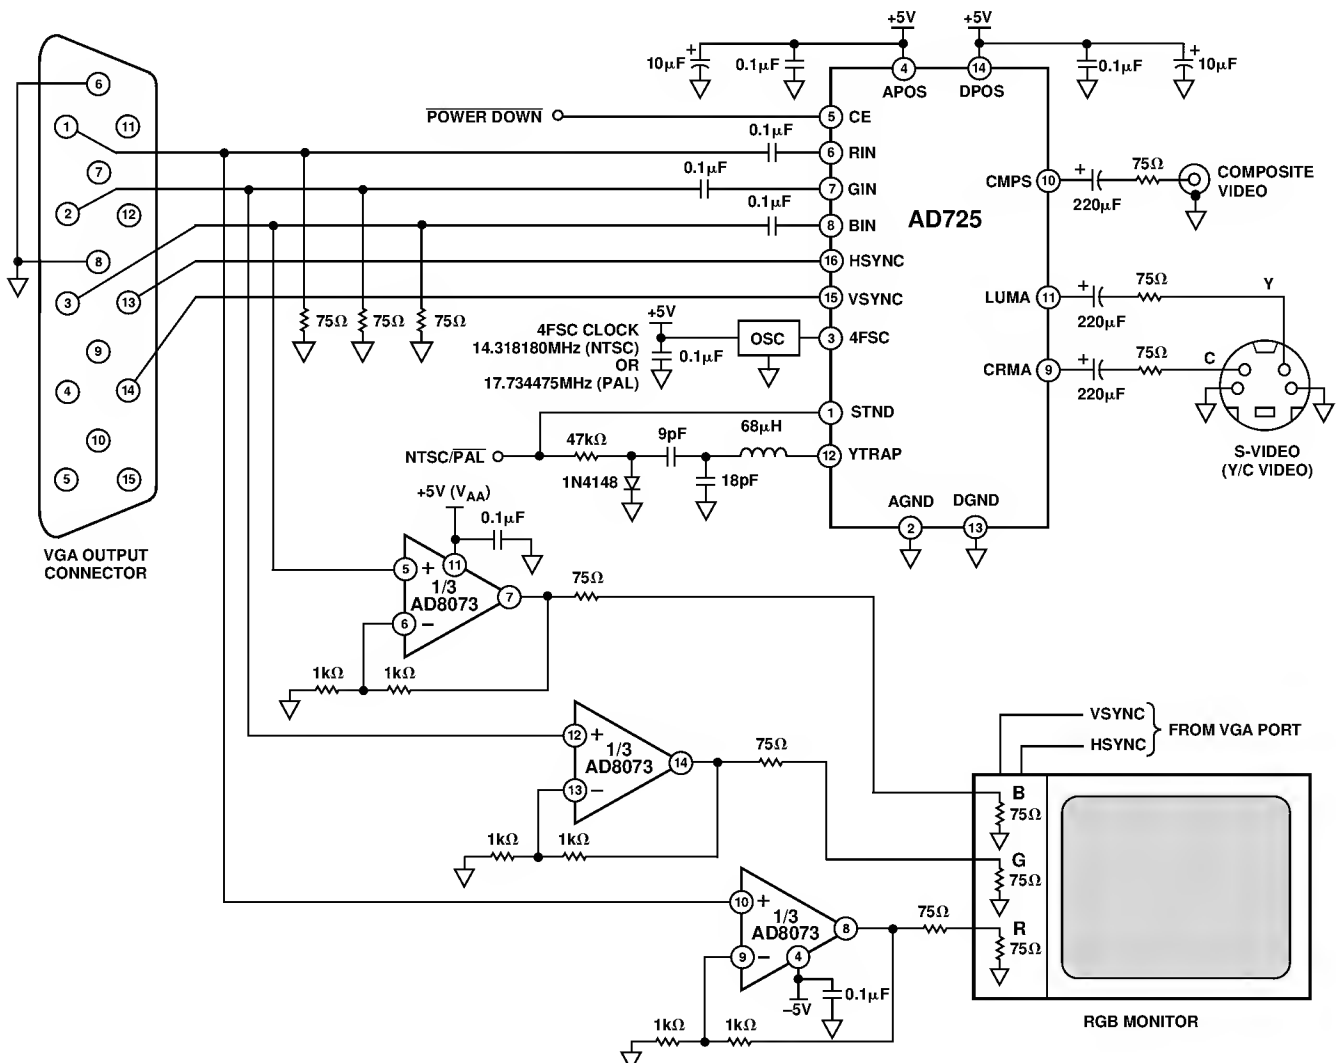 +5V
+5V
+
10μF
0.1μF
0.1μF
+
10μF
4
14
APOS
DPOS
6
1
11
7
2
12
8
3
13
9
4
14
10
5
15
VGA OUTPUT
CONNECTOR
POWER DOWN
5
CE
0.1μF
6
RIN
0.1μF
7
GIN
0.1μF
8
BIN
16
HSYNC
15
VSYNC
75Ω
75Ω
75Ω
4FSC CLOCK
14.318180MHz (NTSC)
OR
17.734475MHz (PAL)
+5V
0.1μF
OSC
3
4FSC
1
STND
NTSC/PAL
47kΩ
1N4148
9pF
18pF
68μH
12
YTRAP
AD725
CMPS
10
+
220μF
75Ω
COMPOSITE
VIDEO
LUMA
11
+
220μF
75Ω
Y
CRMA
9
+
220μF
75Ω
C
S-VIDEO
(Y/C VIDEO)
AGND
DGND
2
13
+5V (VAA)
0.1μF
5
+
11
1/3
AD8073
7
6
–
75Ω
1kΩ
1kΩ
12
+
1/3
AD8073
14
13
–
75Ω
1kΩ
1kΩ
10
+
1/3
AD8073
8
9
–
4
75Ω
0.1μF
–5V
1kΩ
1kΩ
VSYNC
HSYNC
FROM VGA PORT
B
75Ω
G
75Ω
R
75Ω
RGB MONITOR